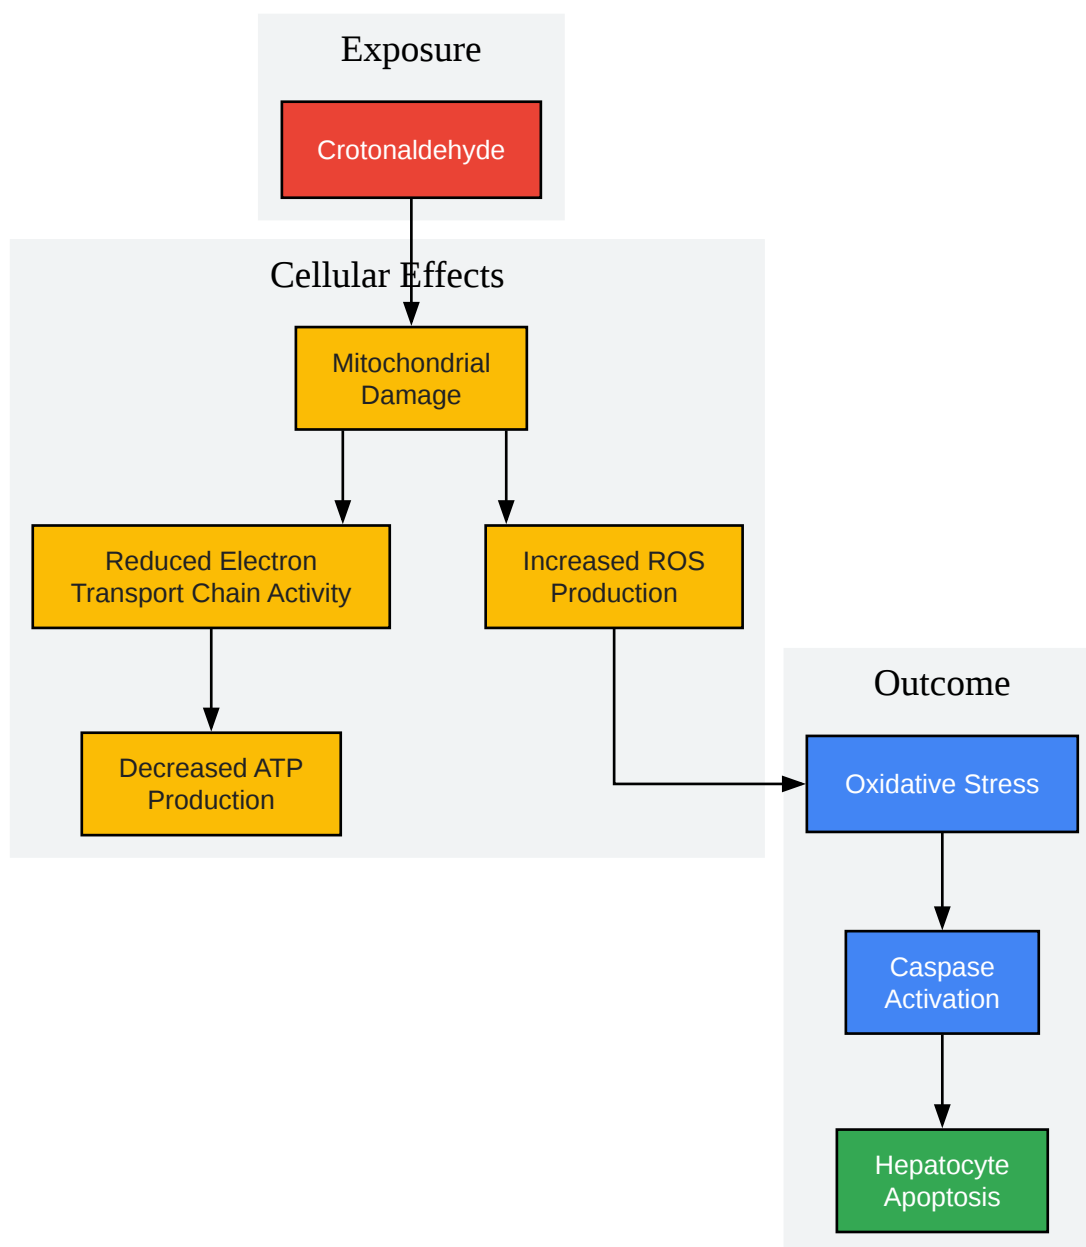 Exposure
Crotonaldehyde
Cellular Effects
Mitochondrial
Damage
Reduced Electron
Transport Chain Activity
Increased ROS
Production
Decreased ATP
Production
Outcome
Oxidative Stress
Caspase
Activation
Hepatocyte
Apoptosis